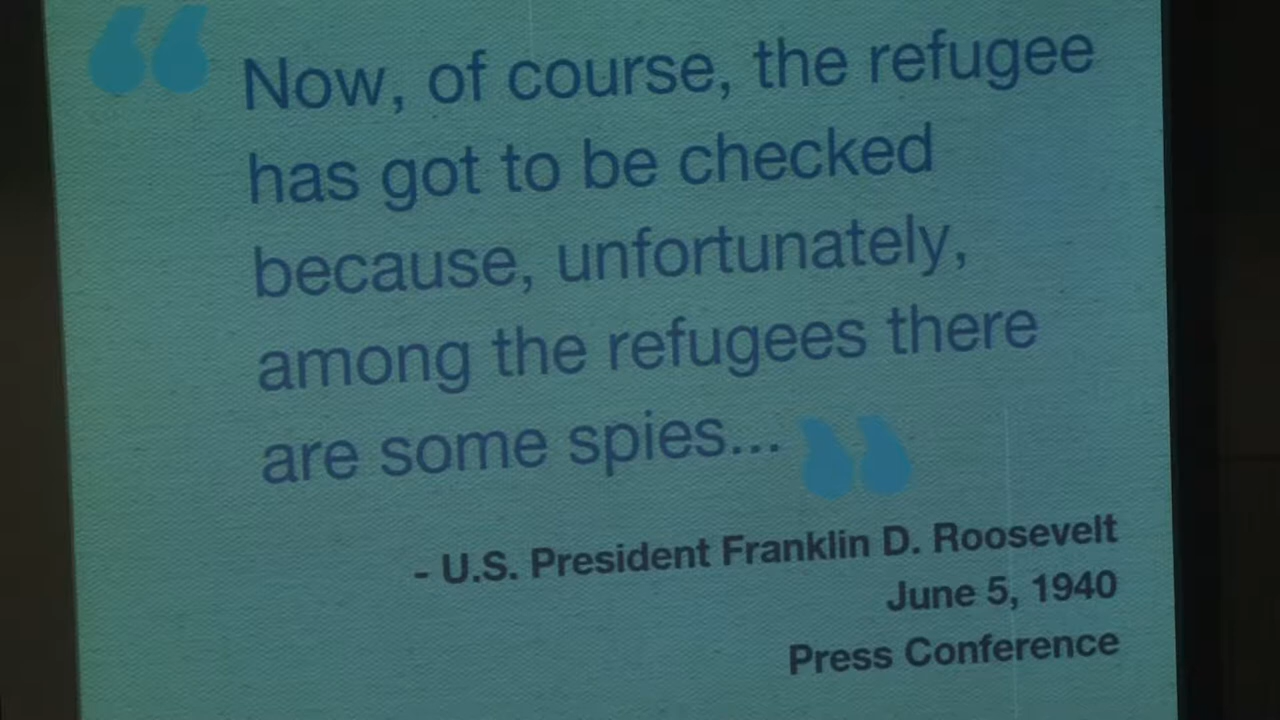 “Now, of course, the refugee
has got to be checked
because, unfortunately,
among the refugees there
are some spies...”
- U.S. President Franklin D. Roosevelt
June 5, 1940
Press Conference